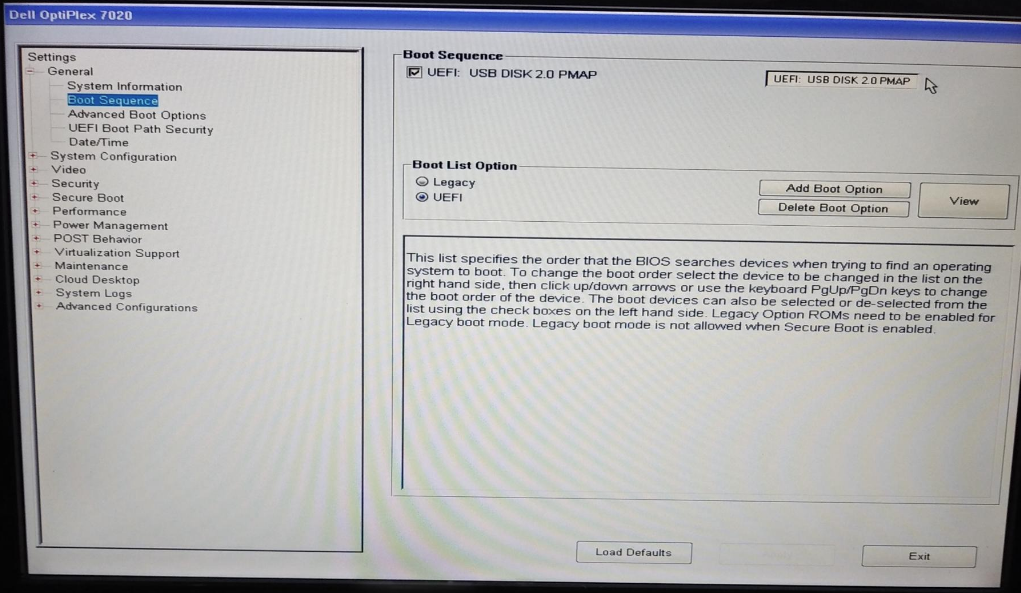 Dell OptiPlex 7020
Settings
General
System Information
Boot Sequence
Advanced Boot Options
UEFI Boot Path Security
Date/Time
System Configuration
Video
Security
Secure Boot
Performance
Power Management
POST Behavior
Virtualization Support
Maintenance
Cloud Desktop
System Logs
Advanced Configurations
Boot Sequence
UEFI: USB DISK 2.0 PMAP
UEFI: USB DISK 2.0 PMAP
Boot List Option
Legacy
UEFI
Add Boot Option
Delete Boot Option
View
This list specifies the order that the BIOS searches devices when trying to find an operating
system to boot. To change the boot order select the device to be changed in the list on the
right hand side, then click up/down arrows or use the keyboard PgUp/PgDn keys to change
the boot order of the device. The boot devices can also be selected or de-selected from the
list using the check boxes on the left hand side. Legacy Option ROMs need to be enabled for
Legacy boot mode. Legacy boot mode is not allowed when Secure Boot is enabled.
Load Defaults
Exit